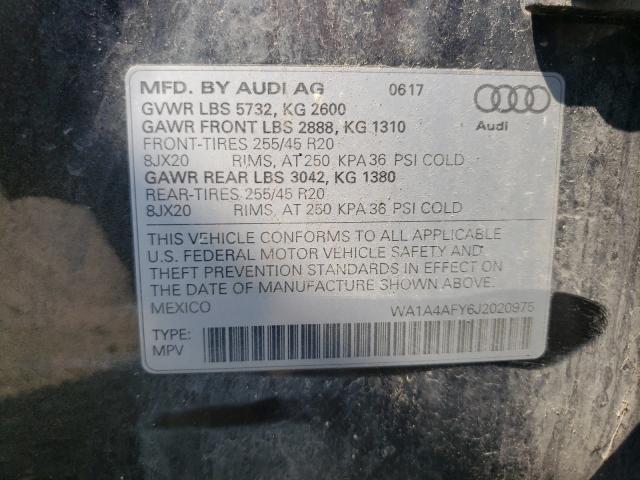 MFD. BY AUDI AG 0617
GVWR LBS 5732, KG 2600
GAWR FRONT LBS 2888, KG 1310
Audi
FRONT-TIRES 255/45 R20
8JX20 RIMS, AT 250 KPA 36 PSI COLD
GAWR REAR LBS 3042, KG 1380
REAR-TIRES 255/45 R20
8JX20 RIMS, AT 250 KPA 36 PSI COLD
THIS VEHICLE CONFORMS TO ALL APPLICABLE
U.S. FEDERAL MOTOR VEHICLE SAFETY AND
THEFT PREVENTION STANDARDS IN EFFECT ON
THE DATE OF MANUFACTURE SHOWN ABOVE.
MEXICO WA1A4AFY6J2020975
TYPE:
MPV